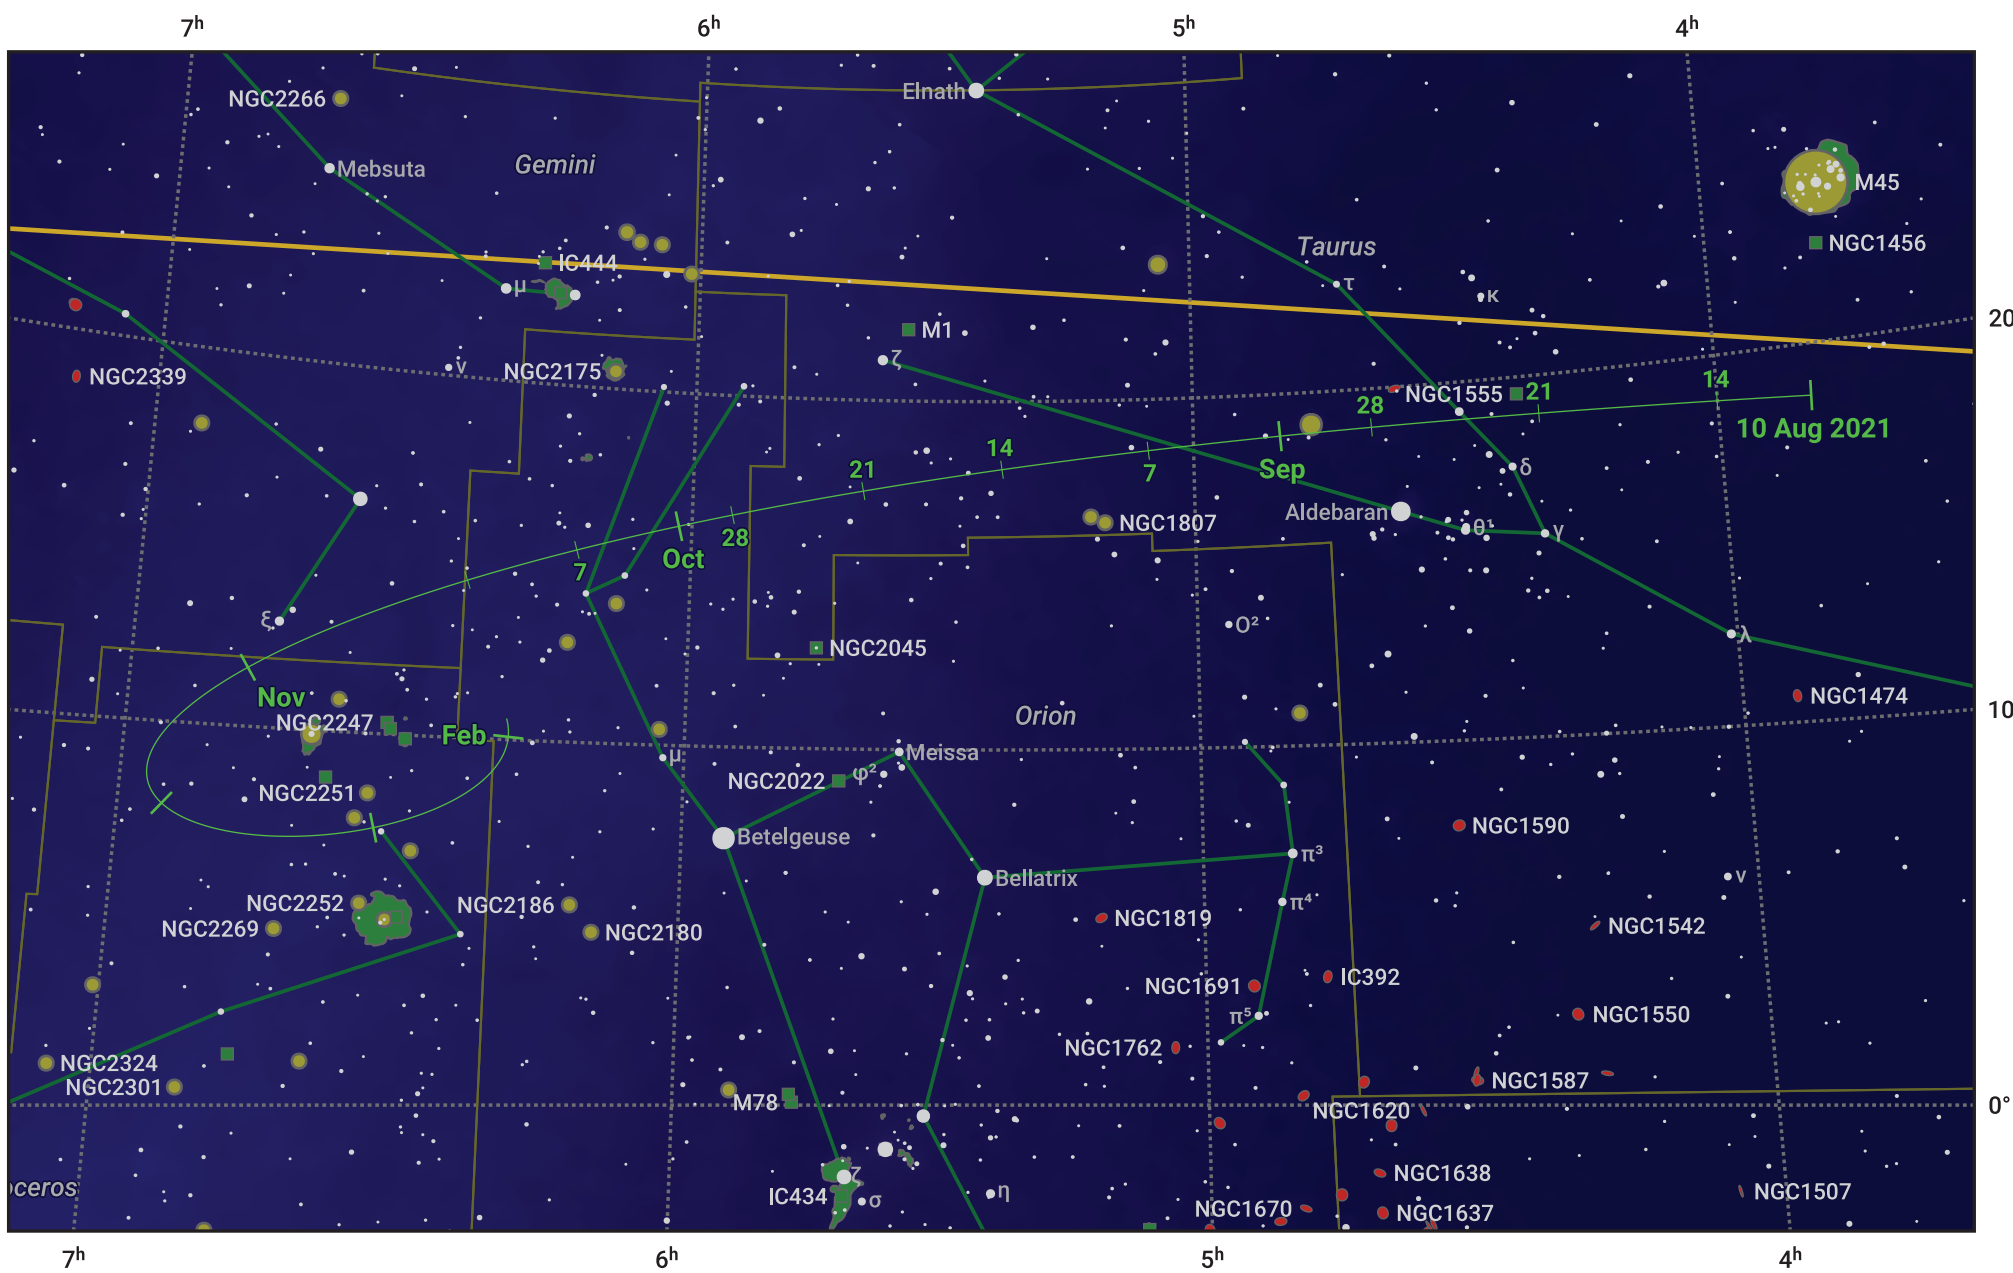 7h 6h 5h 4h
Elnath
NGC2266
Mebsuta
Gemini
M45
Taurus
NGC1456
IC444
μ
τ
κ
20
M1
ζ
ν
NGC2175
NGC2339
14
28
NGC1555
21
10 Aug 2021
14
21
7
Sep
δ
Aldebaran
θ¹
γ
NGC1807
28
Oct
7
ξ
O²
λ
NGC2045
Nov
NGC1474
10
NGC2247
Feb
Orion
Meissa
μ
φ²
NGC2022
NGC2251
NGC1590
Betelgeuse
π³
Bellatrix
ν
NGC2252
NGC2186
π⁴
NGC2269
NGC2180
NGC1819
NGC1542
IC392
NGC1691
π⁵
NGC1550
NGC1762
NGC2324
NGC2301
NGC1587
M78
NGC1620
0°
ζ
NGC1638
oceros
IC434
σ
η
NGC1507
NGC1670
NGC1637
7h 6h 5h 4h